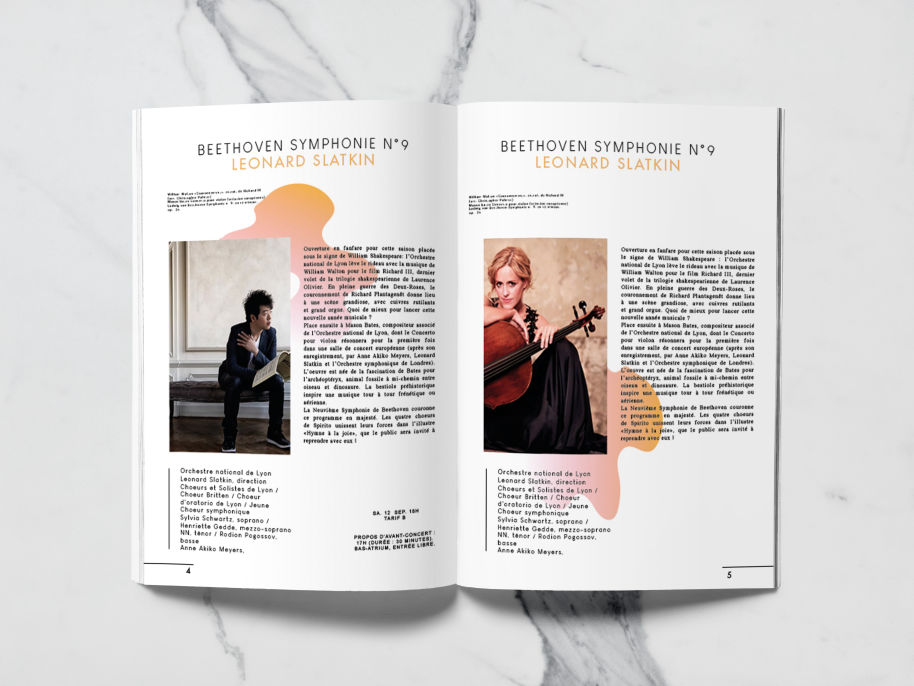 BEETHOVEN SYMPHONIE N°9
LEONARD SLATKIN
op. 24
Ouverture en fanfare pour cette saison placée
sous le signe de William Shakespeare: l'Orchestre
national de Lyon lève le rideau avec la musique de
William Walton pour le film Richard III, dernier
volet de la trilogie shakespearienne de Laurence
Olivier. En pleine guerre des Deux-Roses, le
couronnement de Richard Plantagenêt donne lieu
à une scène grandiose, avec cuivres rutilants
et grand orgue. Quoi de mieux pour lancer cette
nouvelle année musicale ?
Place ensuite à Mason Bates, compositeur associé
de l'Orchestre national de Lyon, dont le Concerto
pour violon résonnera pour la première fois
dans une salle de concert européenne (après son
enregistrement, par Anne Akiko Meyers, Leonard
Slatkin et l'Orchestre symphonique de Londres).
L'oeuvre est née de la fascination de Bates pour
l'archéoptéryx, animal fossile à mi-chemin entre
oiseau et dinosaure. La bestiole préhistorique
inspire une musique tour à tour frénétique ou
aérienne.
La Neuvième Symphonie de Beethoven couronne
ce programme en majesté. Les quatre choeurs
de Spirito unissent leurs forces dans l'illustre
«Hymne à la joie», que le public sera invité à
reprendre avec eux !
Orchestre national de Lyon
Leonard Slatkin, direction
Choeurs et Solistes de Lyon /
Choeur Britten / Choeur
d'oratorio de Lyon / Jeune
Choeur symphonique
Sylvia Schwartz, soprano /
Henriette Gedde, mezzo-soprano
NN, ténor / Rodion Pogossov,
basse
Anne Akiko Meyers,
SA. 12 SEP. 18H
TARIF B
PROPOS D'AVANT-CONCERT :
17H (DURÉE : 30 MINUTES).
BAS-ATRIUM, ENTRÉE LIBRE.
4
BEETHOVEN SYMPHONIE N°9
LEONARD SLATKIN
op. 24
Ouverture en fanfare pour cette saison placée
sous le signe de William Shakespeare : l'Orchestre
national de Lyon lève le rideau avec la musique de
William Walton pour le film Richard III, dernier
volet de la trilogie shakespearienne de Laurence
Olivier. En pleine guerre des Deux-Roses, le
couronnement de Richard Plantagenêt donne lieu
à une scène grandiose, avec cuivres rutilants
et grand orgue. Quoi de mieux pour lancer cette
nouvelle année musicale ?
Place ensuite à Mason Bates, compositeur associé
de l'Orchestre national de Lyon, dont le Concerto
pour violon résonnera pour la première fois
dans une salle de concert européenne (après son
enregistrement, par Anne Akiko Meyers, Leonard
Slatkin et l'Orchestre symphonique de Londres).
L'oeuvre est née de la fascination de Bates pour
l'archéoptéryx, animal fossile à mi-chemin entre
oiseau et dinosaure. La bestiole préhistorique
inspire une musique tour à tour frénétique ou
aérienne.
La Neuvième Symphonie de Beethoven couronne
ce programme en majesté. Les quatre choeurs
de Spirito unissent leurs forces dans l'illustre
«Hymne à la joie», que le public sera invité à
reprendre avec eux !
Orchestre national de Lyon
Leonard Slatkin, direction
Choeurs et Solistes de Lyon /
Choeur Britten / Choeur
d'oratorio de Lyon / Jeune
Choeur symphonique
Sylvia Schwartz, soprano /
Henriette Gedde, mezzo-soprano
NN, ténor / Rodion Pogossov,
basse
Anne Akiko Meyers,
5